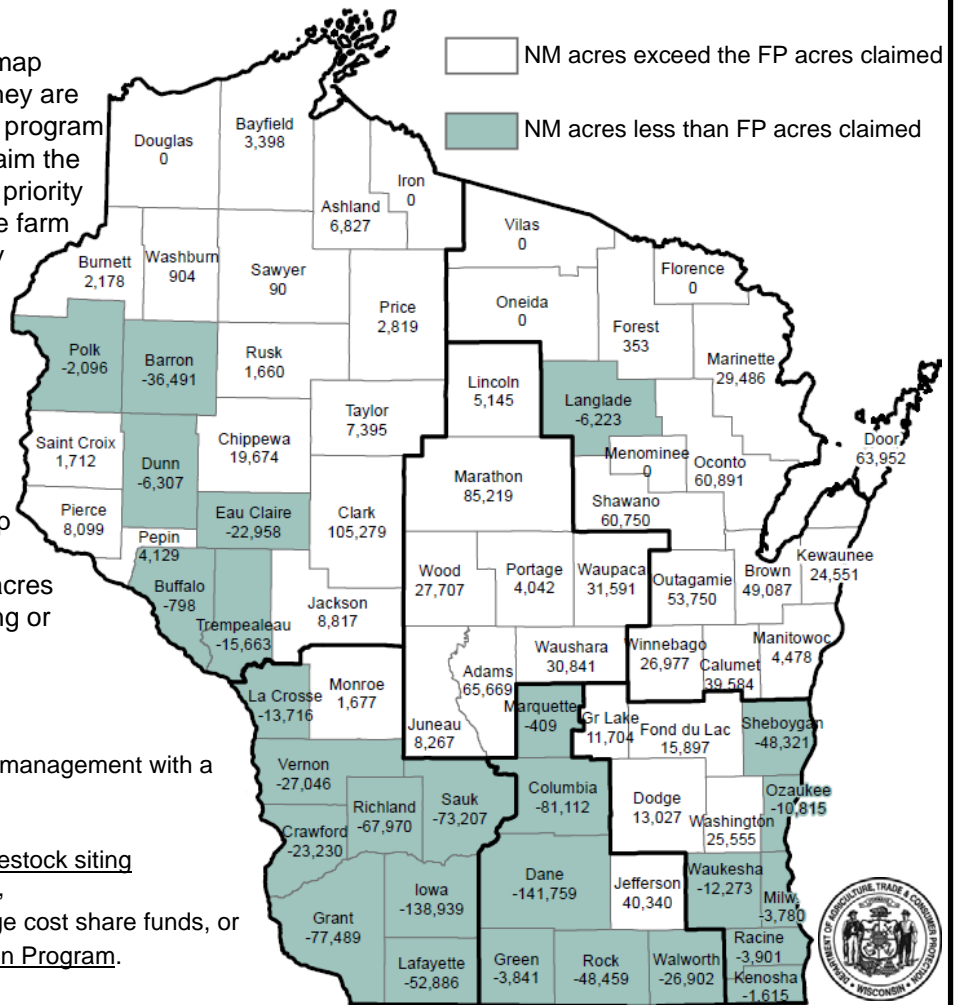 NM acres exceed the FP acres claimed
NM acres less than FP acres claimed
map
hey are
program
aim the
priority
e farm
y
p
acres
ng or
management with a
estock siting
,
ge cost share funds, or
n Program.
Douglas
0
Bayfield
3,398
Iron
0
Ashland
6,827
Vilas
0
Florence
0
Burnett
2,178
Washburn
904
Sawyer
90
Price
2,819
Oneida
0
Forest
353
Marinette
29,486
Polk
-2,096
Barron
-36,491
Rusk
1,660
Lincoln
5,145
Langlade
-6,223
Taylor
7,395
Saint Croix
1,712
Dunn
-6,307
Chippewa
19,674
Menominee
0
Oconto
60,891
Door
63,952
Marathon
85,219
Shawano
60,750
Pierce
8,099
Pepin
4,129
Eau Claire
-22,958
Clark
105,279
Wood
27,707
Portage
4,042
Waupaca
31,591
Outagamie
53,750
Brown
49,087
Kewaunee
24,551
Buffalo
-798
Trempealeau
-15,663
Jackson
8,817
Waushara
30,841
Winnebago
26,977
Calumet
39,584
Manitowoc
4,478
La Crosse
-13,716
Monroe
1,677
Adams
65,669
Juneau
8,267
Marquette
-409
Gr Lake
11,704
Fond du Lac
15,897
Sheboygan
-48,321
Vernon
-27,046
Richland
-67,970
Sauk
-73,207
Columbia
-81,112
Dodge
13,027
Washington
25,555
Ozaukee
-10,815
Crawford
-23,230
Iowa
-138,939
Dane
-141,759
Jefferson
40,340
Waukesha
-12,273
Milw.
-3,780
Grant
-77,489
Lafayette
-52,886
Green
-3,841
Rock
-48,459
Walworth
-26,902
Racine
-3,901
Kenosha
-1,615
DEPARTMENT OF AGRICULTURE, TRADE & CONSUMER PROTECTION
• WISCONSIN •